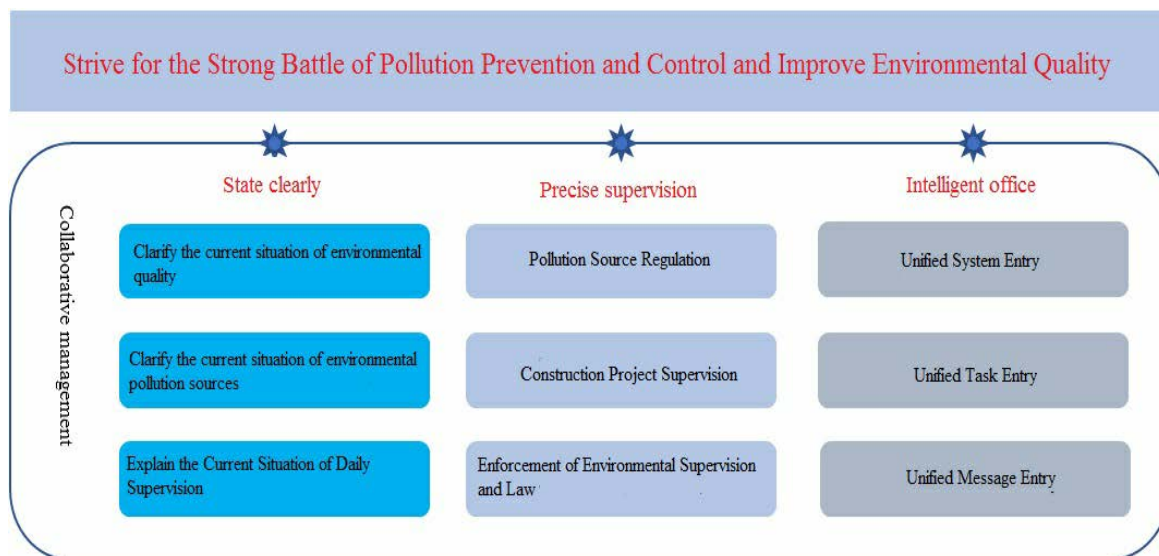 Strive for the Strong Battle of Pollution Prevention and Control and Improve Environmental Quality
State clearly
Precise supervision
Intelligent office
Collaborative management
Clarify the current situation of environmental
quality
Pollution Source Regulation
Unified System Entry
Clarify the current situation of environmental
pollution sources
Construction Project Supervision
Unified Task Entry
Explain the Current Situation of Daily
Supervision
Enforcement of Environmental Supervision
and Law
Unified Message Entry